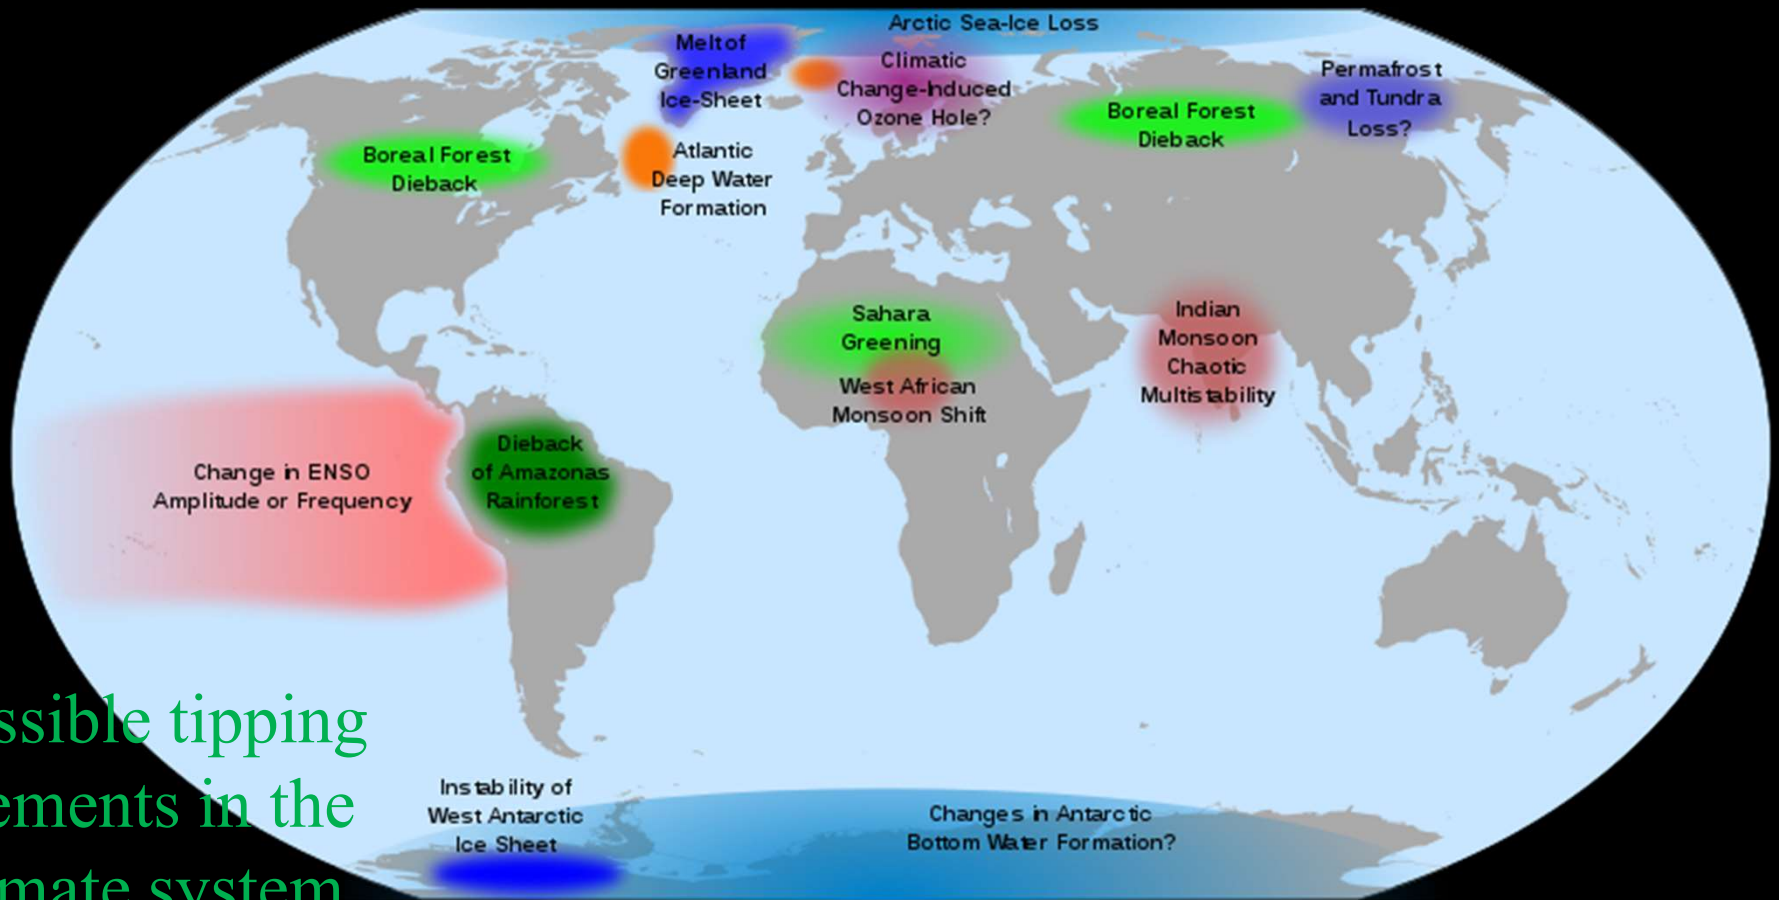 Arctic Sea-Ice Loss
Melt of
Greenland
Ice-Sheet
Climatic
Change-Induced
Ozone Hole?
Permafrost
and Tundra
Loss?
Boreal Forest
Dieback
Boreal Forest
Dieback
Atlantic
Deep Water
Formation
Sahara
Greening
West African
Monsoon Shift
Indian
Monsoon
Chaotic
Multistability
Change in ENSO
Amplitude or Frequency
Dieback
of Amazonas
Rainforest
ssible tipping
ements in the
mate system
Instability of
West Antarctic
Ice Sheet
Changes in Antarctic
Bottom Water Formation?